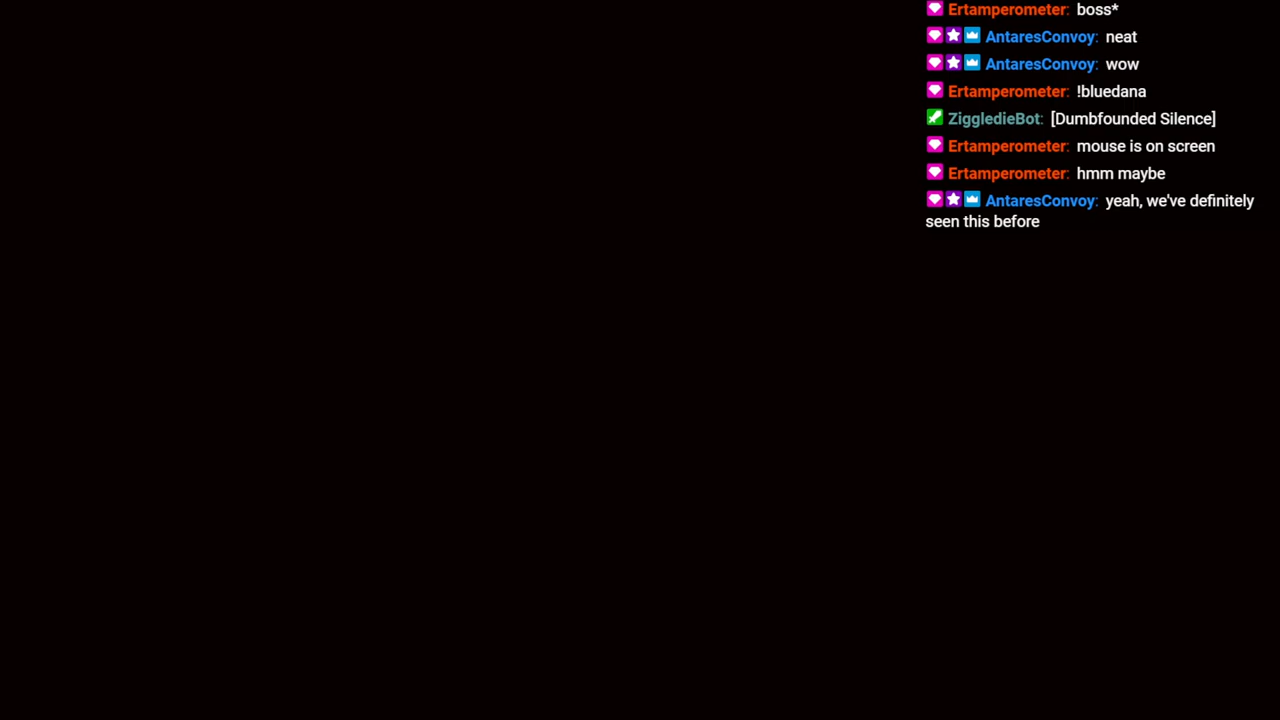 Ertamperometer: boss*
AntaresConvoy: neat
AntaresConvoy: wow
Ertamperometer: !bluedana
ZiggledieBot: [Dumbfounded Silence]
Ertamperometer: mouse is on screen
Ertamperometer: hmm maybe
AntaresConvoy: yeah, we've definitely
seen this before